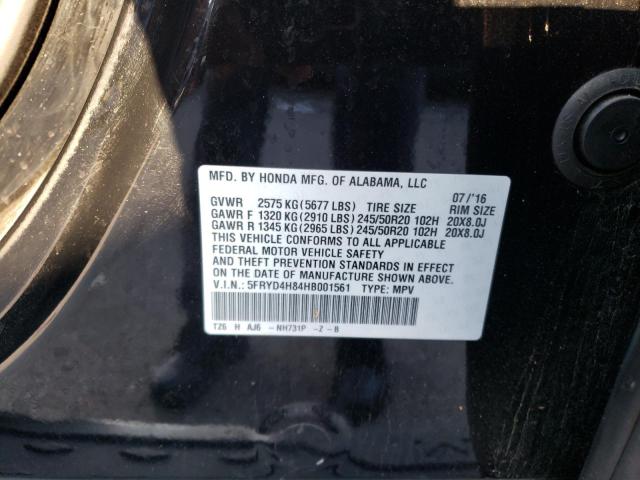 MFD. BY HONDA MFG. OF ALABAMA, LLC
GVWR 2575 KG (5677 LBS) TIRE SIZE 07/'16 RIM SIZE
GAWR F 1320 KG (2910 LBS) 245/50R20 102H 20X8.0J
GAWR R 1345 KG (2965 LBS) 245/50R20 102H 20X8.0J
THIS VEHICLE CONFORMS TO ALL APPLICABLE
FEDERAL MOTOR VEHICLE SAFETY
AND THEFT PREVENTION STANDARDS IN EFFECT
ON THE DATE OF MANUFACTURE SHOWN ABOVE.
V.I.N.: 5FRYD4H84HB001561 TYPE: MPV
TZ6 H AJ6 -NH731P -Z -B